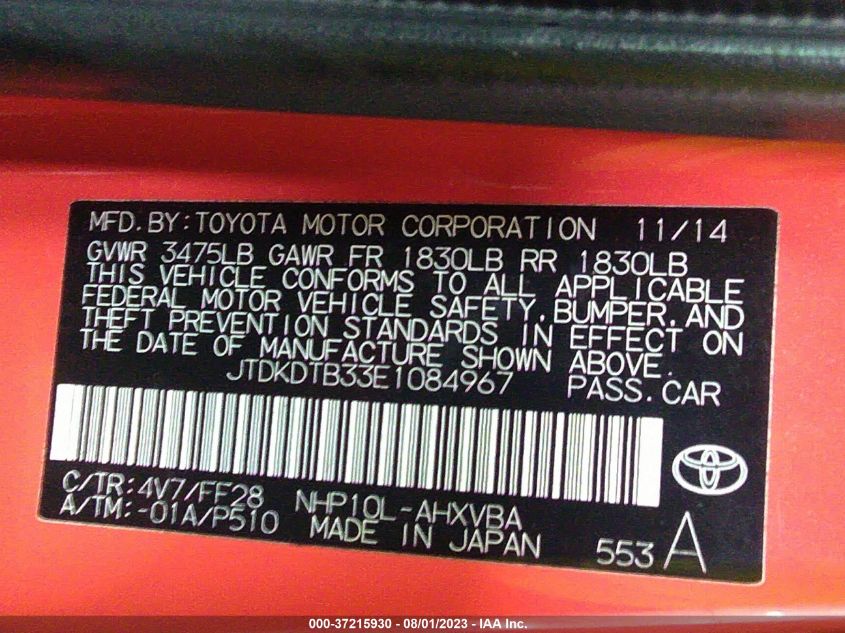 MFD.BY:TOYOTA MOTOR CORPORATION 11/14
GVWR 3475LB GAWR FR 1830LB RR 1830LB
THIS VEHICLE CONFORMS TO ALL APPLICABLE
FEDERAL MOTOR VEHICLE SAFETY,BUMPER,AND
THEFT PREVENTION STANDARDS IN EFFECT ON
THE DATE OF MANUFACTURE SHOWN ABOVE.
JTDKDTB33E1084967 PASS.CAR
C/TR:4V7/FF28 NHP10L-AHXVBA
A/TM:-01A/P510 MADE IN JAPAN 553 A
000-37215930 - 08/01/2023 - IAA Inc.